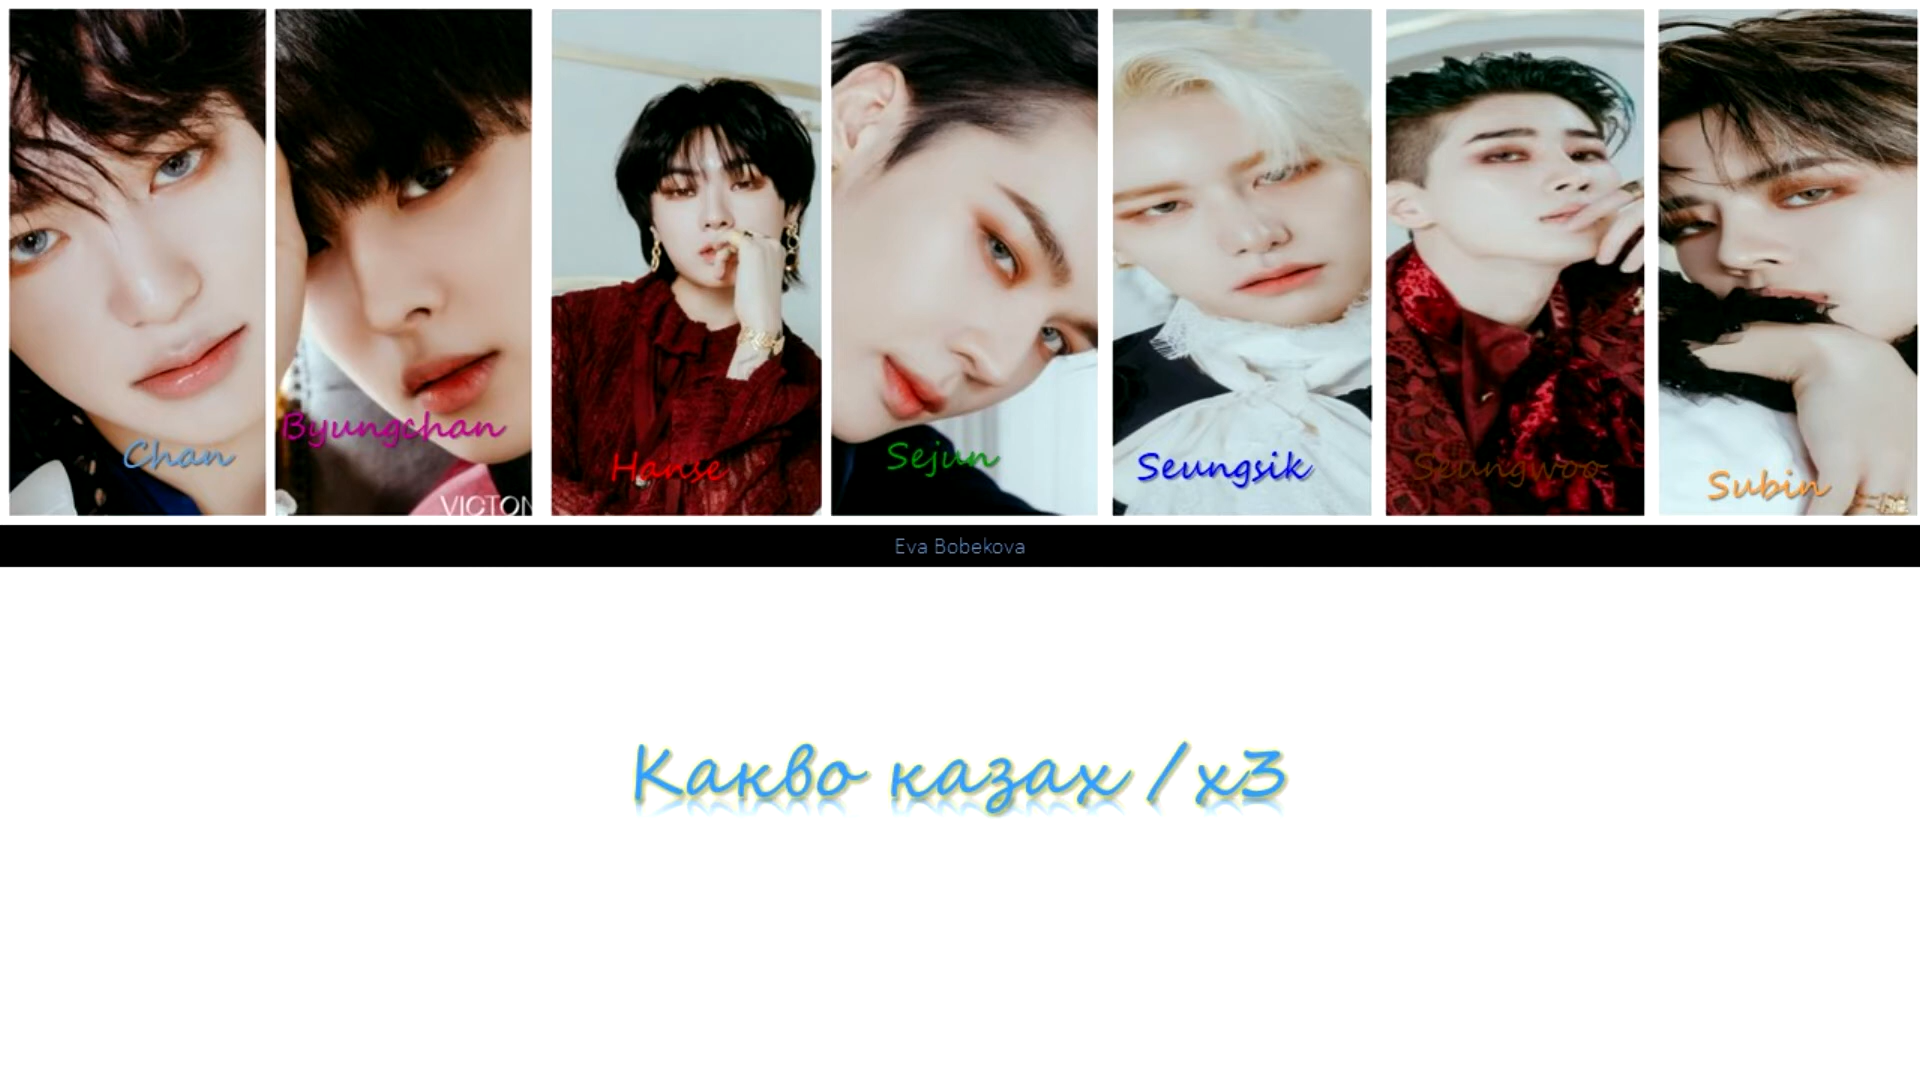 Chan
Byungchan
VICTON
Hanse
Sejun
Seungsik
Seungwoo
Subin
Eva Bobekova
Какво казах /x3